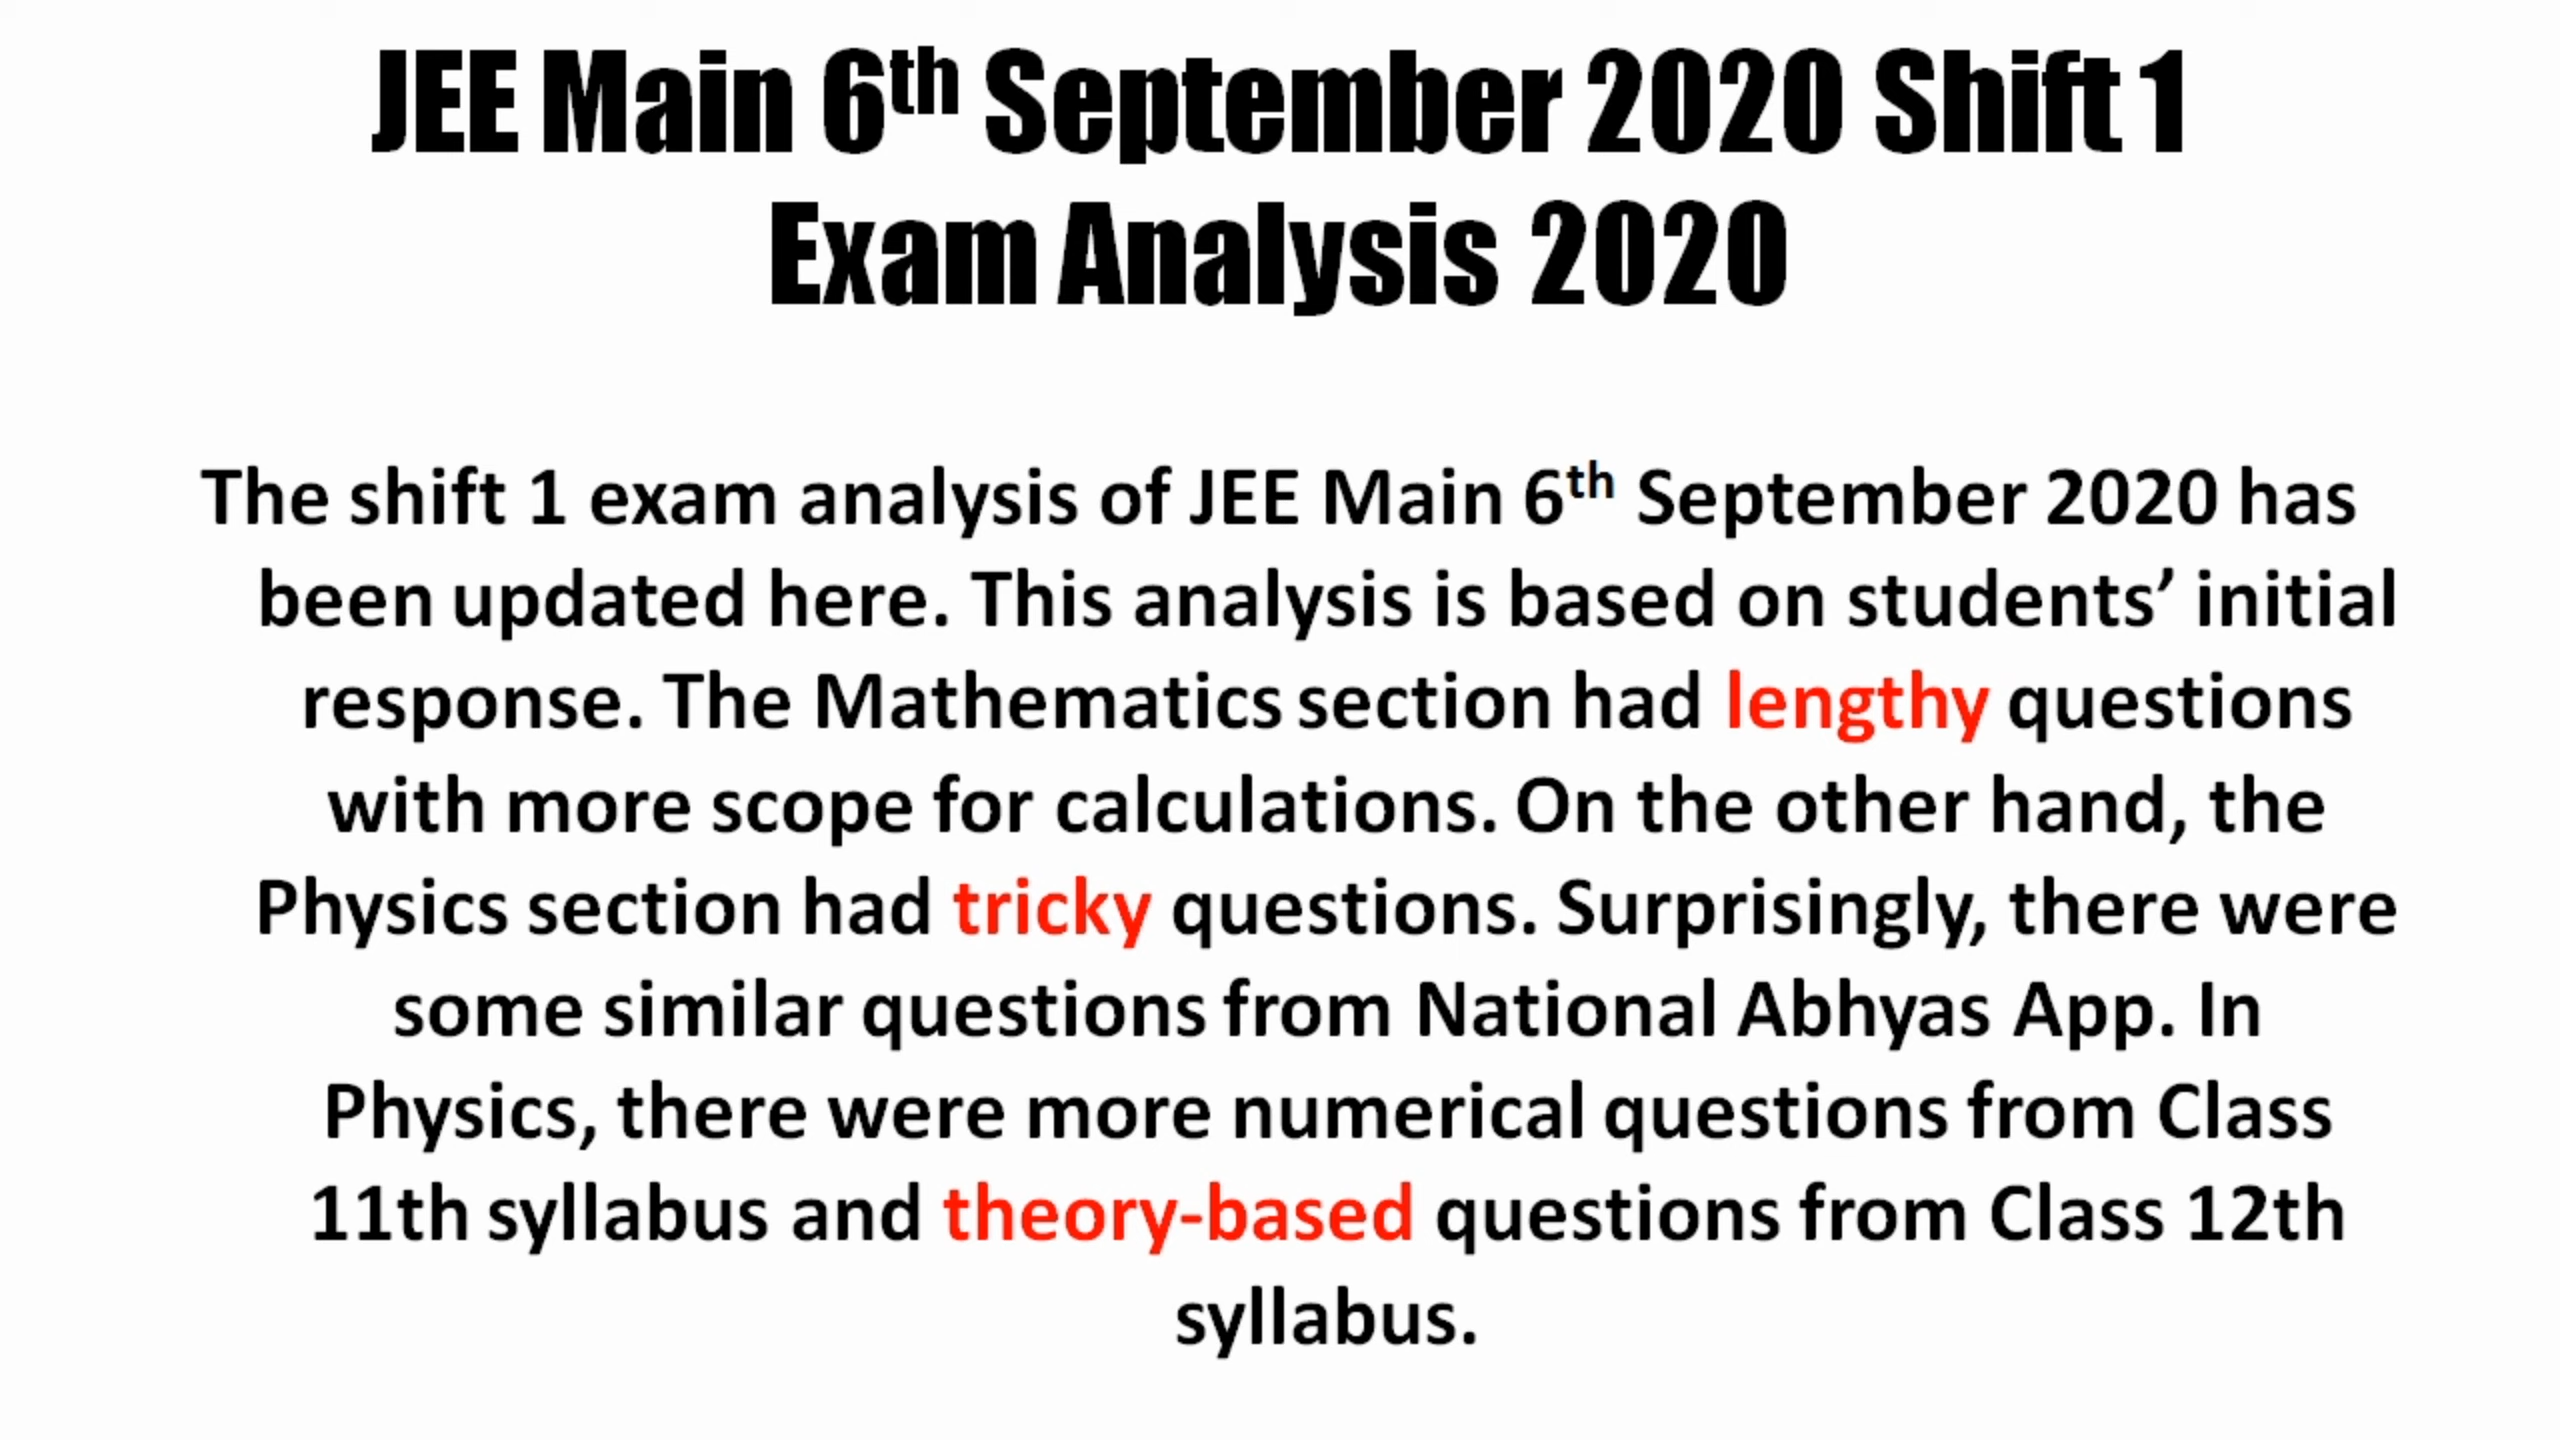 JEE Main 6th September 2020 Shift 1
Exam Analysis 2020
The shift 1 exam analysis of JEE Main 6th September 2020 has
been updated here. This analysis is based on students’ initial
response. The Mathematics section had lengthy questions
with more scope for calculations. On the other hand, the
Physics section had tricky questions. Surprisingly, there were
some similar questions from National Abhyas App. In
Physics, there were more numerical questions from Class
11th syllabus and theory-based questions from Class 12th
syllabus.